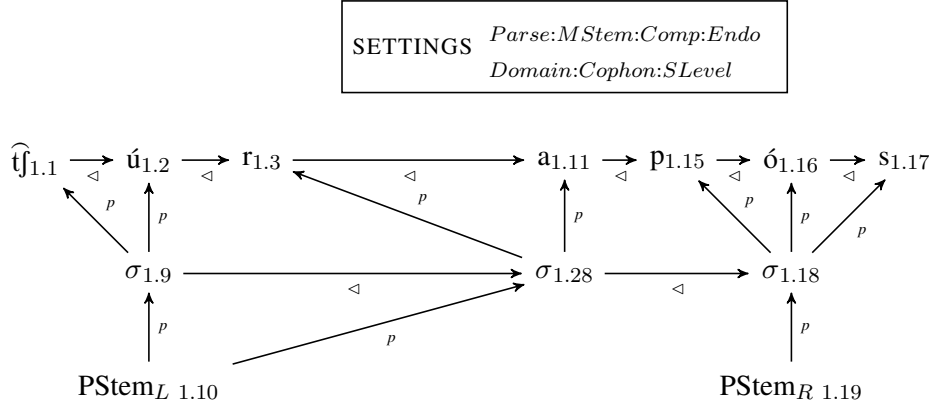 SETTINGS
Parse:MStem:Comp:Endo
Domain:Cophon:SLevel
t͡ʃ1.1 ú1.2 r1.3 a1.11 p1.15 ó1.16 s1.17
◁ ◁ ◁ ◁ ◁ ◁
p p p p p p p
σ1.9 σ1.28 σ1.18
◁ ◁
p p p
PStemL 1.10 PStemR 1.19